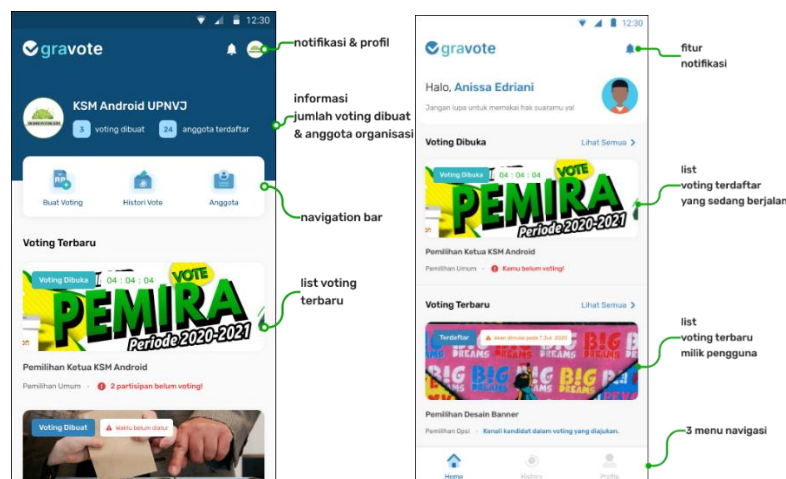 12:30
gravote
notifikasi & profil
KSM Android UPNVJ
3 voting dibuat 24 anggota terdaftar
informasi
jumlah voting dibuat
& anggota organisasi
Buat Voting Histori Vote Anggota
navigation bar
Voting Terbaru
Voting Dibuka 04 : 04 : 04
VOTE
PEMIRA
Periode 2020-2021
list voting
terbaru
Pemilihan Ketua KSM Android
Pemilihan Umum - 2 partisipan belum voting!
Voting Dibuat Waktu belum diatur
12:30
gravote
fitur
notifikasi
Halo, Anissa Edriani
Jangan lupa untuk memakai hak suaramu ya!
Voting Dibuka Lihat Semua >
Voting Dibuka 04 : 04 : 04
VOTE
PEMIRA
Periode 2020-2021
list
voting terdaftar
yang sedang berjalan
Pemilihan Ketua KSM Android
Pemilihan Umum - Kamu belum voting!
Voting Terbaru Lihat Semua >
Terdaftar Akan dimulai pada 7 Jul 2020
B!G DREAMS
list
voting terbaru
milik pengguna
Pemilihan Desain Banner
Pemilihan Opsi - Kenali kandidat dalam voting yang diajukan.
3 menu navigasi
Home History Profile